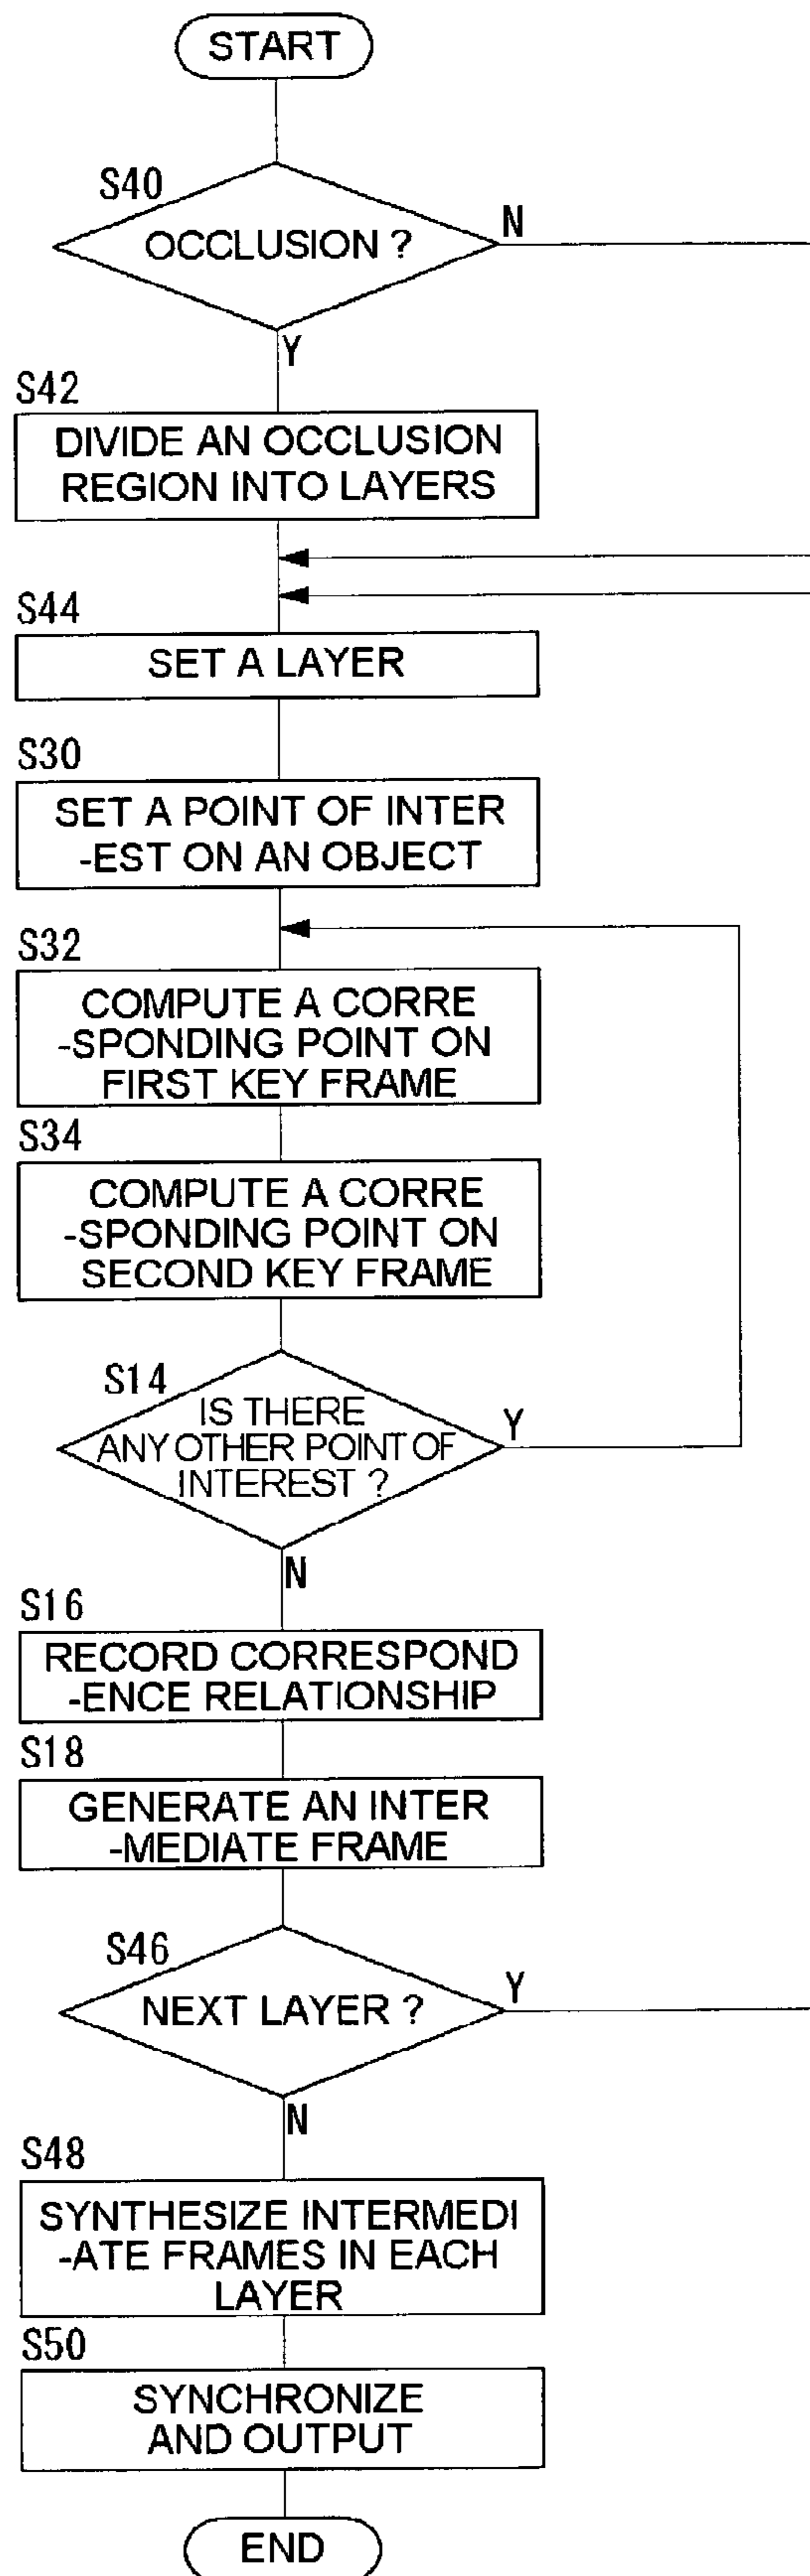 START
S40
OCCLUSION ?
N
Y
S42
DIVIDE AN OCCLUSION
REGION INTO LAYERS
S44
SET A LAYER
S30
SET A POINT OF INTER
-EST ON AN OBJECT
S32
COMPUTE A CORRE
-SPONDING POINT ON
FIRST KEY FRAME
S34
COMPUTE A CORRE
-SPONDING POINT ON
SECOND KEY FRAME
S14
IS THERE
ANY OTHER POINT OF
INTEREST ?
Y
N
S16
RECORD CORRESPOND
-ENCE RELATIONSHIP
S18
GENERATE AN INTER
-MEDIATE FRAME
S46
NEXT LAYER ?
Y
N
S48
SYNTHESIZE INTERMEDI
-ATE FRAMES IN EACH
LAYER
S50
SYNCHRONIZE
AND OUTPUT
END